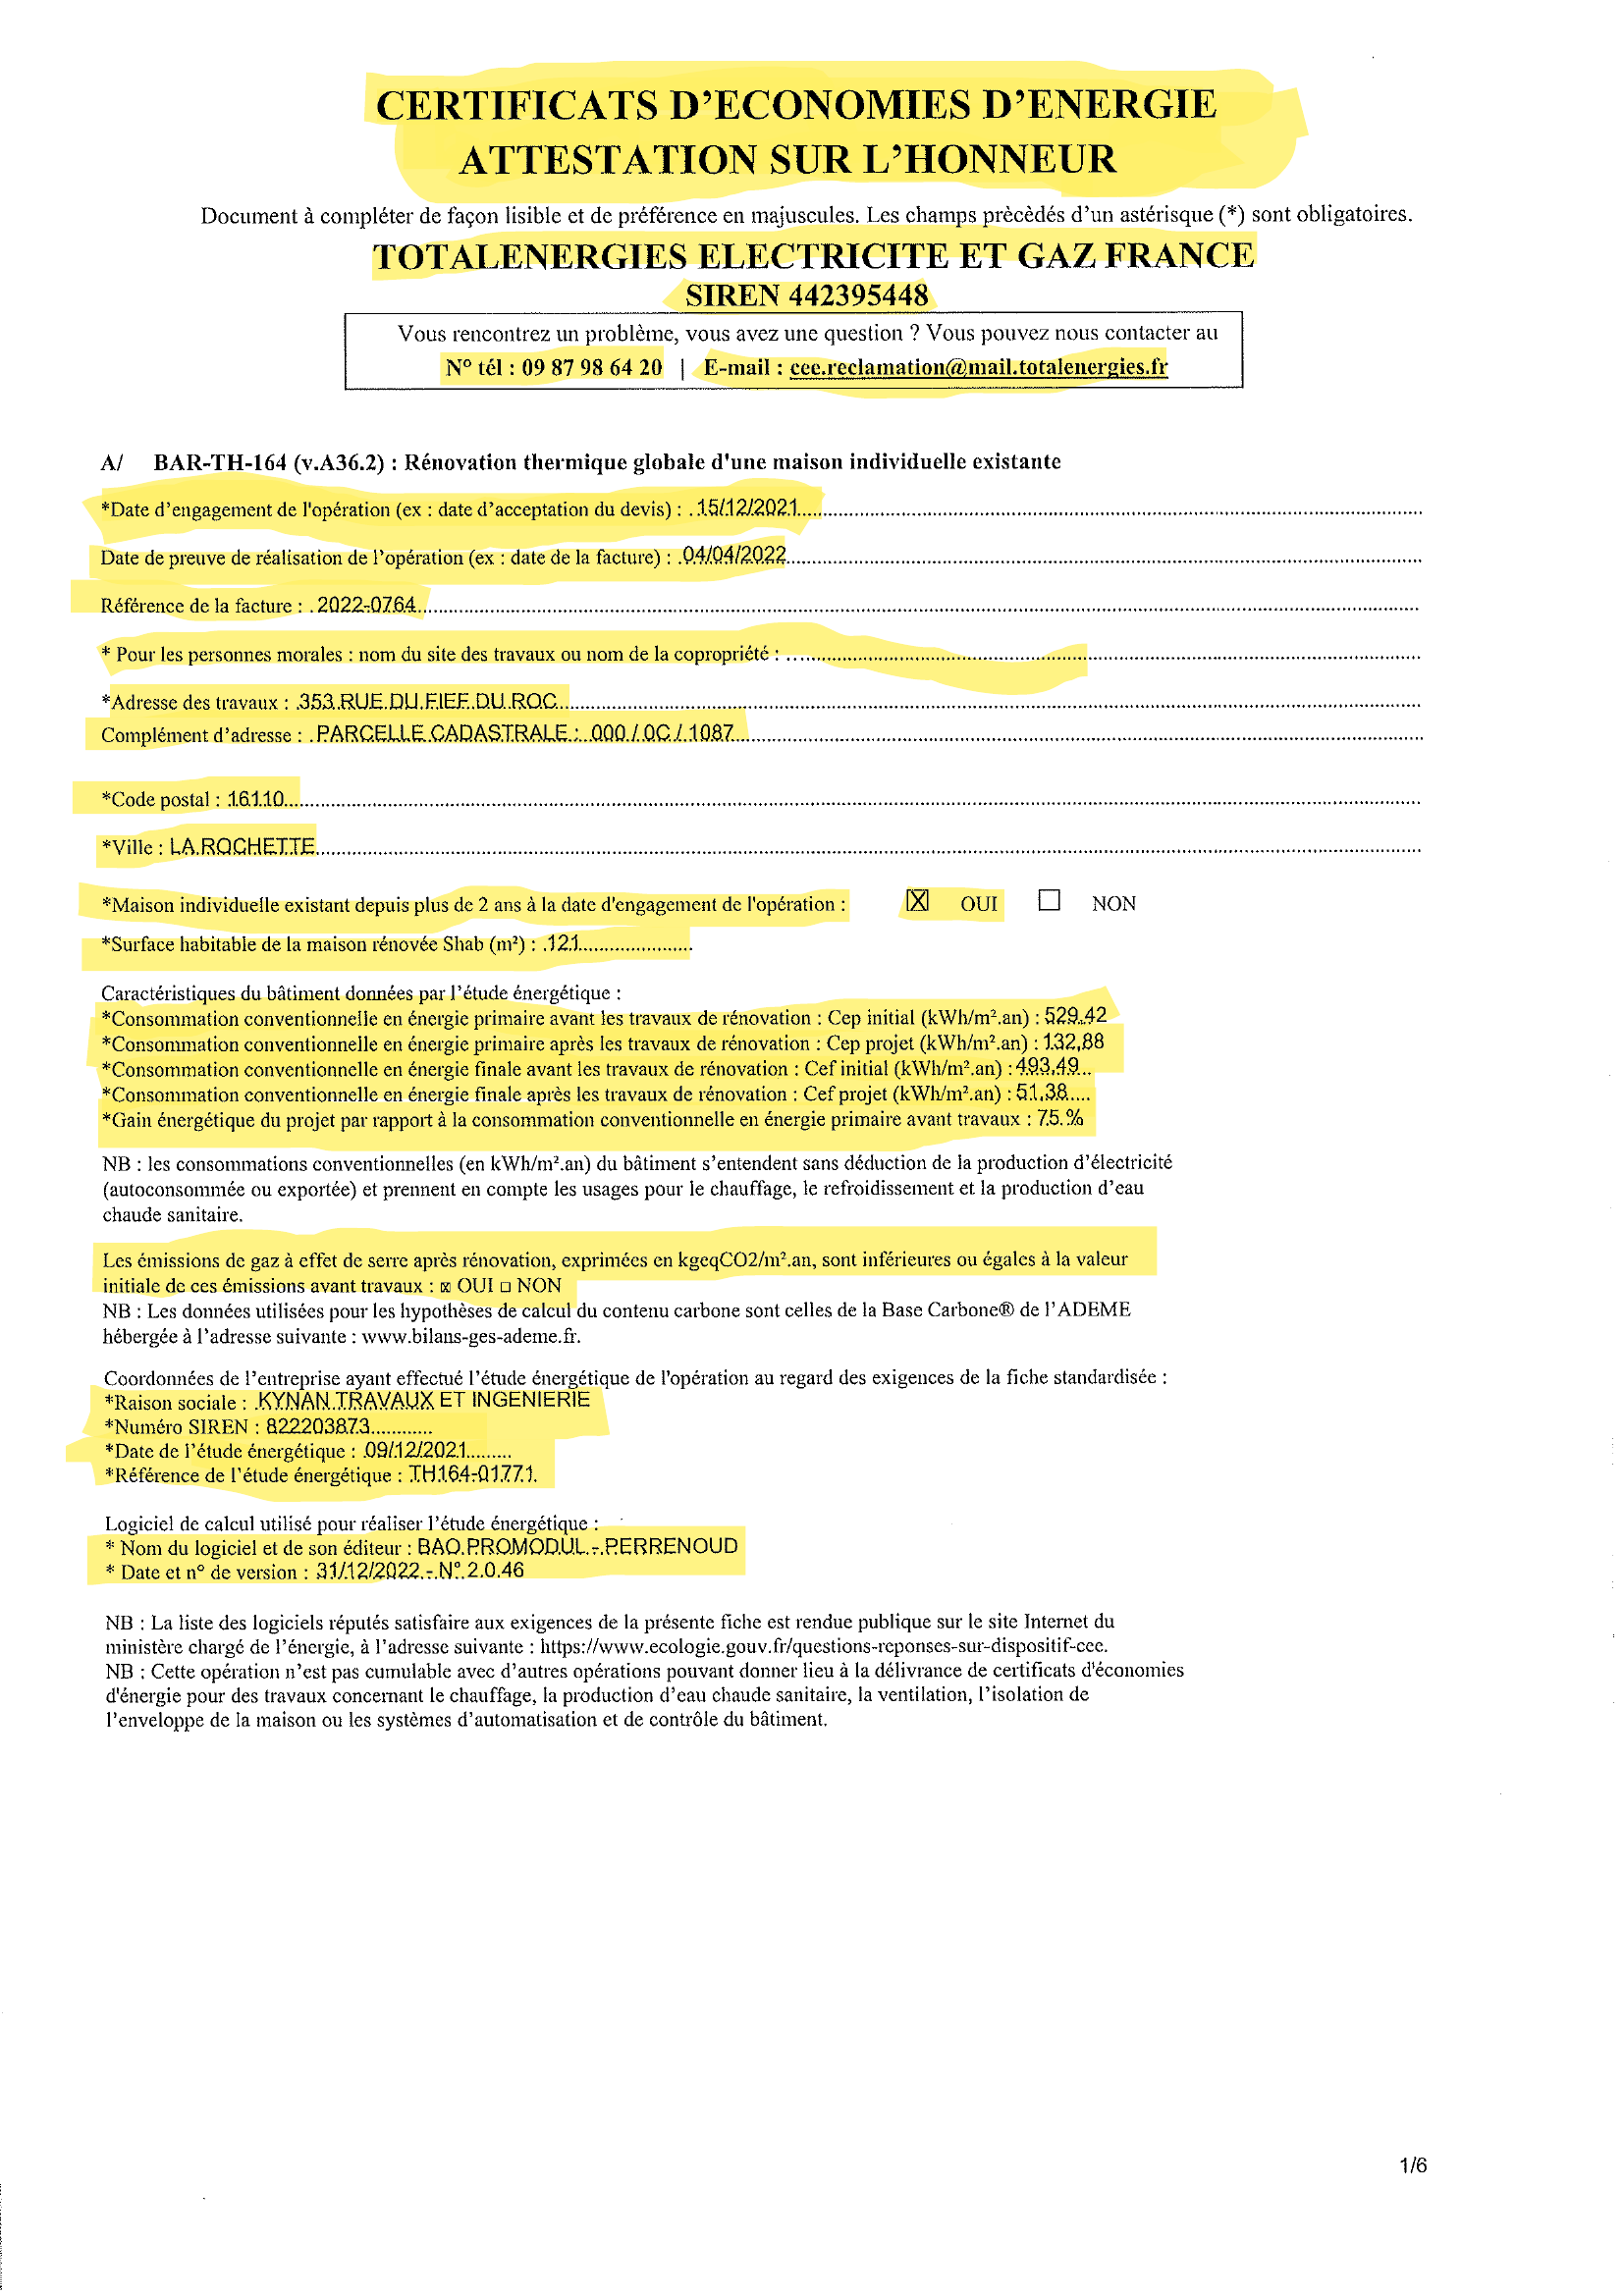 CERTIFICATS D'ECONOMIES D'ENERGIE
ATTESTATION SUR L'HONNEUR
Document à compléter de façon lisible et de préférence en majuscules. Les champs précèdés d'un astérisque (*) sont obligatoires.
TOTALENERGIES ELECTRICITE ET GAZ FRANCE
SIREN 442395448
Vous rencontrez un problème, vous avez une question ? Vous pouvez nous contacter au
N° tél : 09 87 98 64 20 | E-mail : cee.reclamation@mail.totalenergies.fr
A/ BAR-TH-164 (v.A36.2) : Rénovation thermique globale d'une maison individuelle existante
*Date d'engagement de l'opération (ex : date d'acceptation du devis) : 15/12/2021
Date de preuve de réalisation de l'opération (ex : date de la facture) : 04/04/2022
Référence de la facture : 2022-0764
* Pour les personnes morales : nom du site des travaux ou nom de la copropriété :
*Adresse des travaux : 353 RUE DU FIEF DU ROC
Complément d'adresse : PARCELLE CADASTRALE : 000 / 0C / 1087
*Code postal : 16110
*Ville : LA ROCHETTE
*Maison individuelle existant depuis plus de 2 ans à la date d'engagement de l'opération : ☒ OUI ☐ NON
*Surface habitable de la maison rénovée Shab (m²) : 121
Caractéristiques du bâtiment données par l'étude énergétique :
*Consommation conventionnelle en énergie primaire avant les travaux de rénovation : Cep initial (kWh/m².an) : 529,42
*Consommation conventionnelle en énergie primaire après les travaux de rénovation : Cep projet (kWh/m².an) : 132,88
*Consommation conventionnelle en énergie finale avant les travaux de rénovation : Cef initial (kWh/m².an) : 493,49
*Consommation conventionnelle en énergie finale après les travaux de rénovation : Cef projet (kWh/m².an) : 51,38
*Gain énergétique du projet par rapport à la consommation conventionnelle en énergie primaire avant travaux : 75 %
NB : les consommations conventionnelles (en kWh/m².an) du bâtiment s'entendent sans déduction de la production d'électricité
(autoconsommée ou exportée) et prennent en compte les usages pour le chauffage, le refroidissement et la production d'eau
chaude sanitaire.
Les émissions de gaz à effet de serre après rénovation, exprimées en kgeqCO2/m².an, sont inférieures ou égales à la valeur
initiale de ces émissions avant travaux : ☒ OUI ☐ NON
NB : Les données utilisées pour les hypothèses de calcul du contenu carbone sont celles de la Base Carbone® de l'ADEME
hébergée à l'adresse suivante : www.bilans-ges-ademe.fr.
Coordonnées de l'entreprise ayant effectué l'étude énergétique de l'opération au regard des exigences de la fiche standardisée :
*Raison sociale : KYNAN TRAVAUX ET INGENIERIE
*Numéro SIREN : 822203873
*Date de l'étude énergétique : 09/12/2021
*Référence de l'étude énergétique : TH164-01771
Logiciel de calcul utilisé pour réaliser l'étude énergétique :
* Nom du logiciel et de son éditeur : BAO PROMODUL - PERRENOUD
* Date et n° de version : 31/12/2022 - N° 2.0.46
NB : La liste des logiciels réputés satisfaire aux exigences de la présente fiche est rendue publique sur le site Internet du
ministère chargé de l'énergie, à l'adresse suivante : https://www.ecologie.gouv.fr/questions-reponses-sur-dispositif-cee.
NB : Cette opération n'est pas cumulable avec d'autres opérations pouvant donner lieu à la délivrance de certificats d'économies
d'énergie pour des travaux concernant le chauffage, la production d'eau chaude sanitaire, la ventilation, l'isolation de
l'enveloppe de la maison ou les systèmes d'automatisation et de contrôle du bâtiment.
1/6